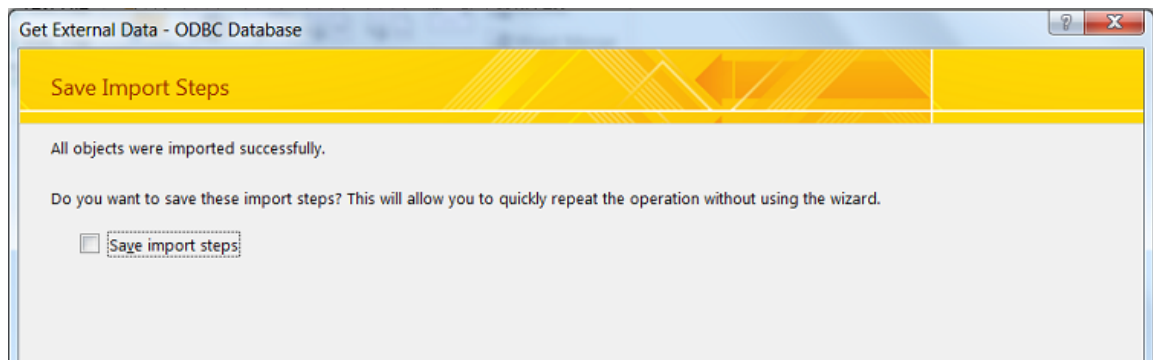 Get External Data - ODBC Database
Save Import Steps
All objects were imported successfully.
Do you want to save these import steps? This will allow you to quickly repeat the operation without using the wizard.
Save import steps